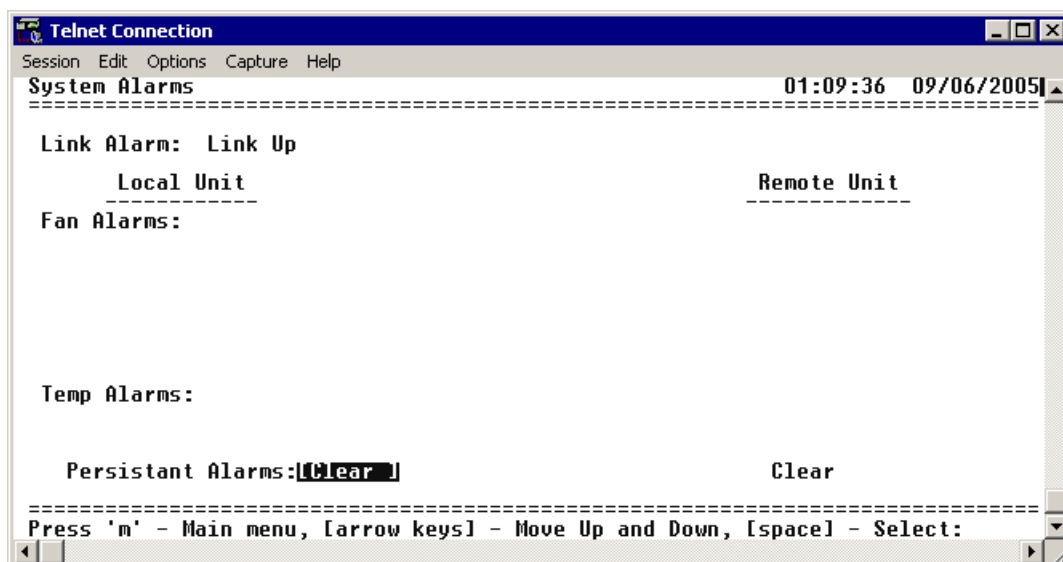 Telnet Connection
Session Edit Options Capture Help
System Alarms 01:09:36 09/06/2005
Link Alarm: Link Up
Local Unit Remote Unit
Fan Alarms:
Temp Alarms:
Persistant Alarms:[Clear ] Clear
Press 'm' - Main menu, [arrow keys] - Move Up and Down, [space] - Select: